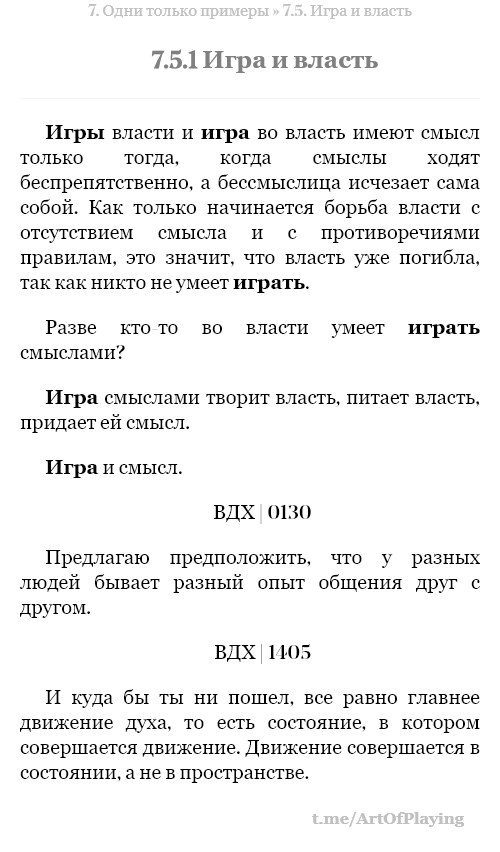 7. Одни только примеры » 7.5. Игра и власть
7.5.1 Игра и власть
Игры власти и игра во власть имеют смысл
только тогда, когда смыслы ходят
беспрепятственно, а бессмыслица исчезает сама
собой. Как только начинается борьба власти с
отсутствием смысла и с противоречиями
правилам, это значит, что власть уже погибла,
так как никто не умеет играть.
Разве кто-то во власти умеет играть
смыслами?
Игра смыслами творит власть, питает власть,
придает ей смысл.
Игра и смысл.
ВДХ | 0130
Предлагаю предположить, что у разных
людей бывает разный опыт общения друг с
другом.
ВДХ | 1405
И куда бы ты ни пошел, все равно главнее
движение духа, то есть состояние, в котором
совершается движение. Движение совершается в
состоянии, а не в пространстве.
t.me/ArtOfPlaying